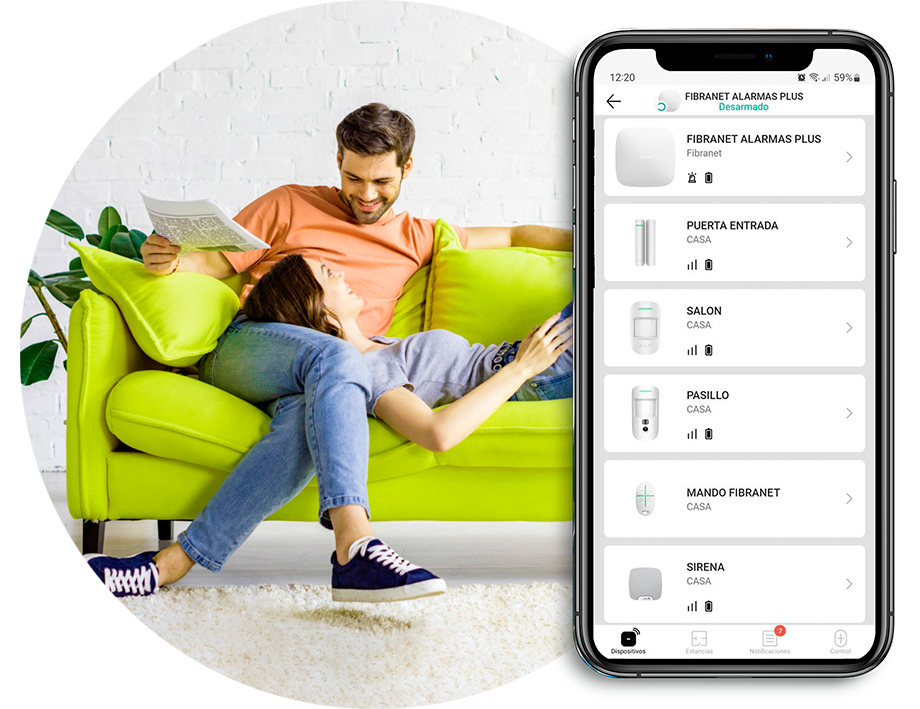 12:20
59%
FIBRANET ALARMAS PLUS
Desarmado
FIBRANET ALARMAS PLUS
Fibranet
PUERTA ENTRADA
CASA
SALON
CASA
PASILLO
CASA
MANDO FIBRANET
CASA
SIRENA
CASA
7
Dispositivos
Estancias
Notificaciones
Control